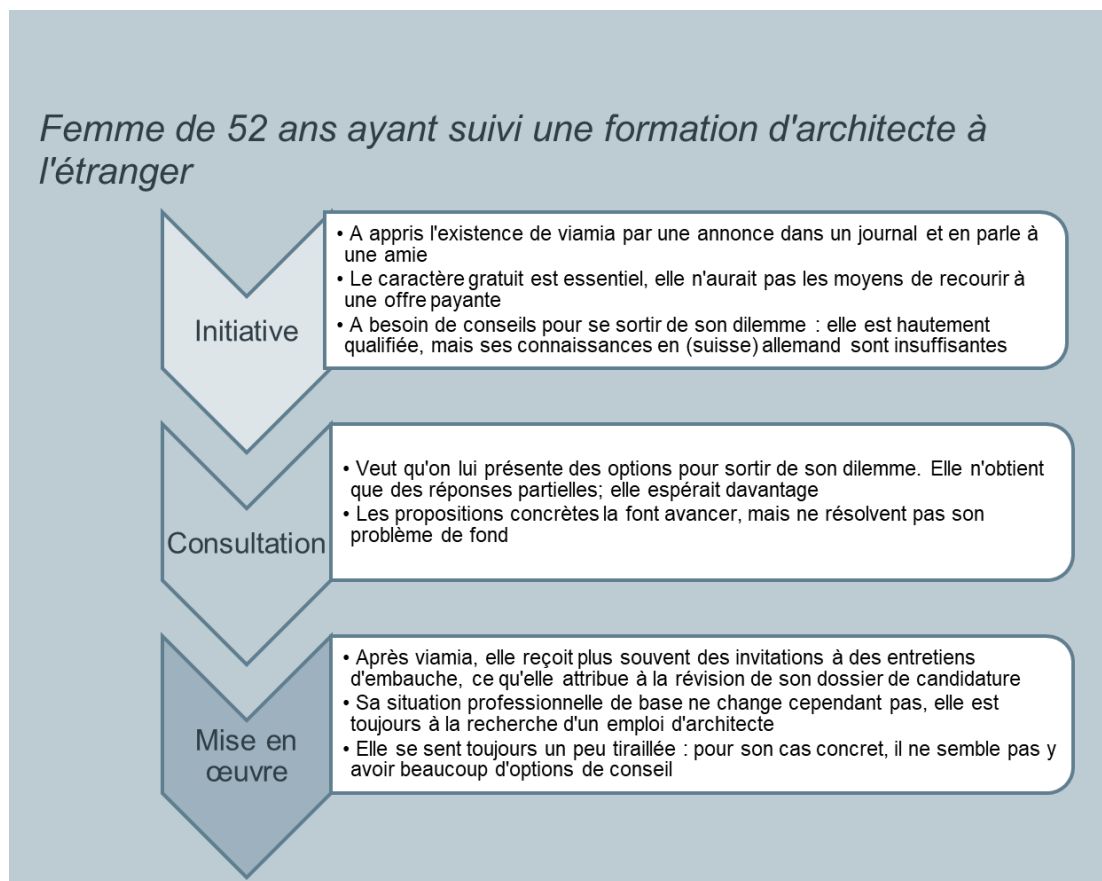 Femme de 52 ans ayant suivi une formation d'architecte à
l'étranger
Initiative
• A appris l'existence de viamia par une annonce dans un journal et en parle à
une amie
• Le caractère gratuit est essentiel, elle n'aurait pas les moyens de recourir à
une offre payante
• A besoin de conseils pour se sortir de son dilemme : elle est hautement
qualifiée, mais ses connaissances en (suisse) allemand sont insuffisantes
Consultation
• Veut qu'on lui présente des options pour sortir de son dilemme. Elle n'obtient
que des réponses partielles; elle espérait davantage
• Les propositions concrètes la font avancer, mais ne résolvent pas son
problème de fond
Mise en
œuvre
• Après viamia, elle reçoit plus souvent des invitations à des entretiens
d'embauche, ce qu'elle attribue à la révision de son dossier de candidature
• Sa situation professionnelle de base ne change cependant pas, elle est
toujours à la recherche d'un emploi d'architecte
• Elle se sent toujours un peu tiraillée : pour son cas concret, il ne semble pas y
avoir beaucoup d'options de conseil